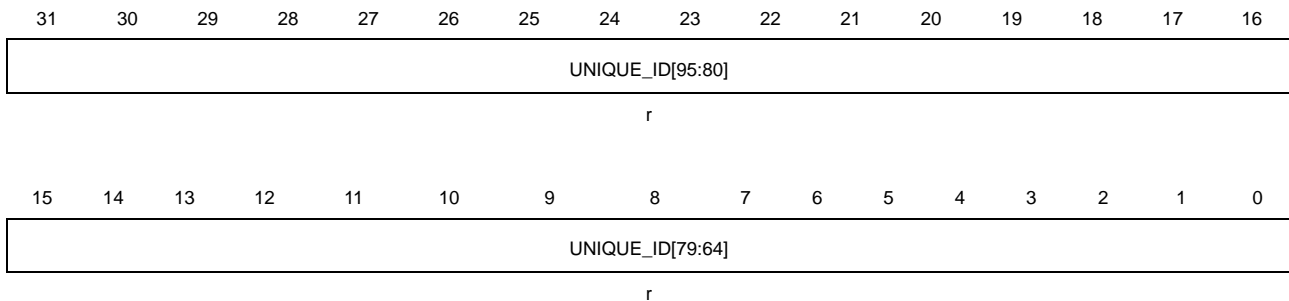 31 30 29 28 27 26 25 24 23 22 21 20 19 18 17 16
UNIQUE_ID[95:80]
r
15 14 13 12 11 10 9 8 7 6 5 4 3 2 1 0
UNIQUE_ID[79:64]
r